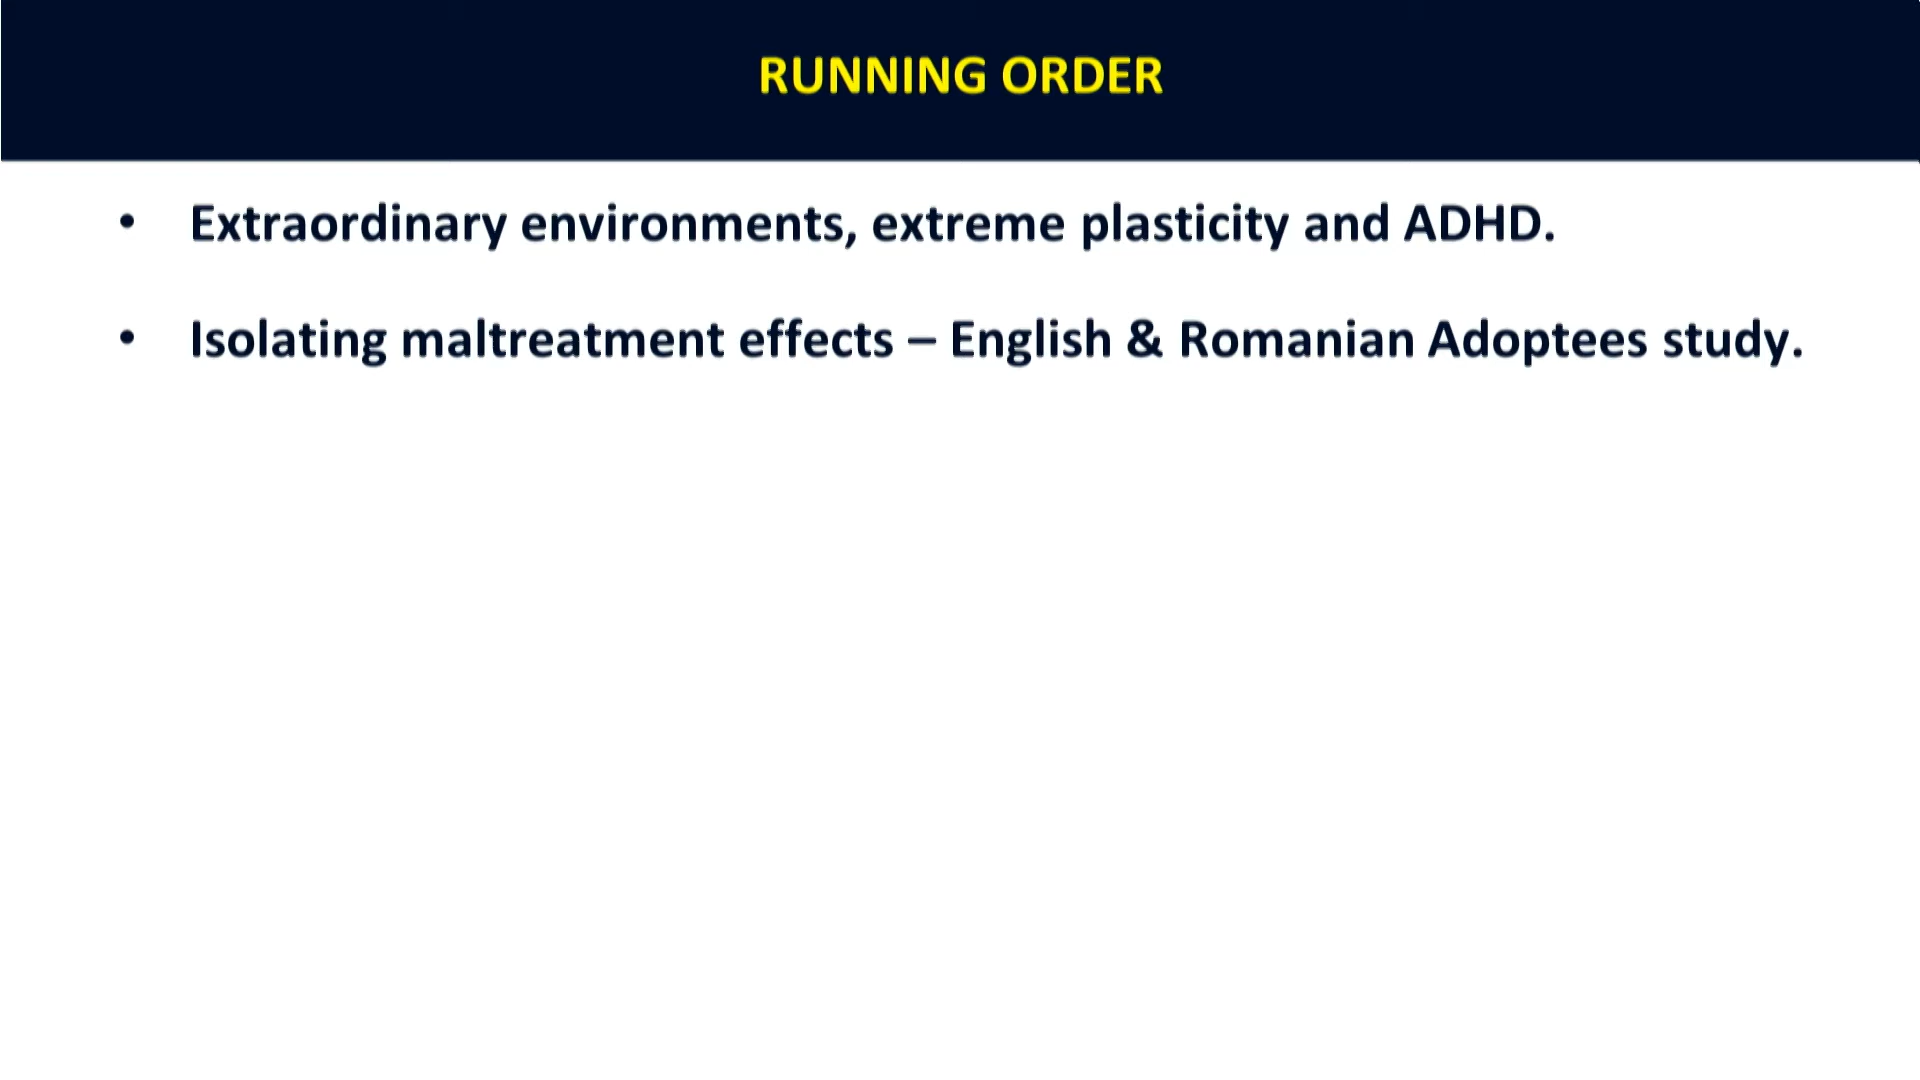 RUNNING ORDER
• Extraordinary environments, extreme plasticity and ADHD.
• Isolating maltreatment effects – English & Romanian Adoptees study.